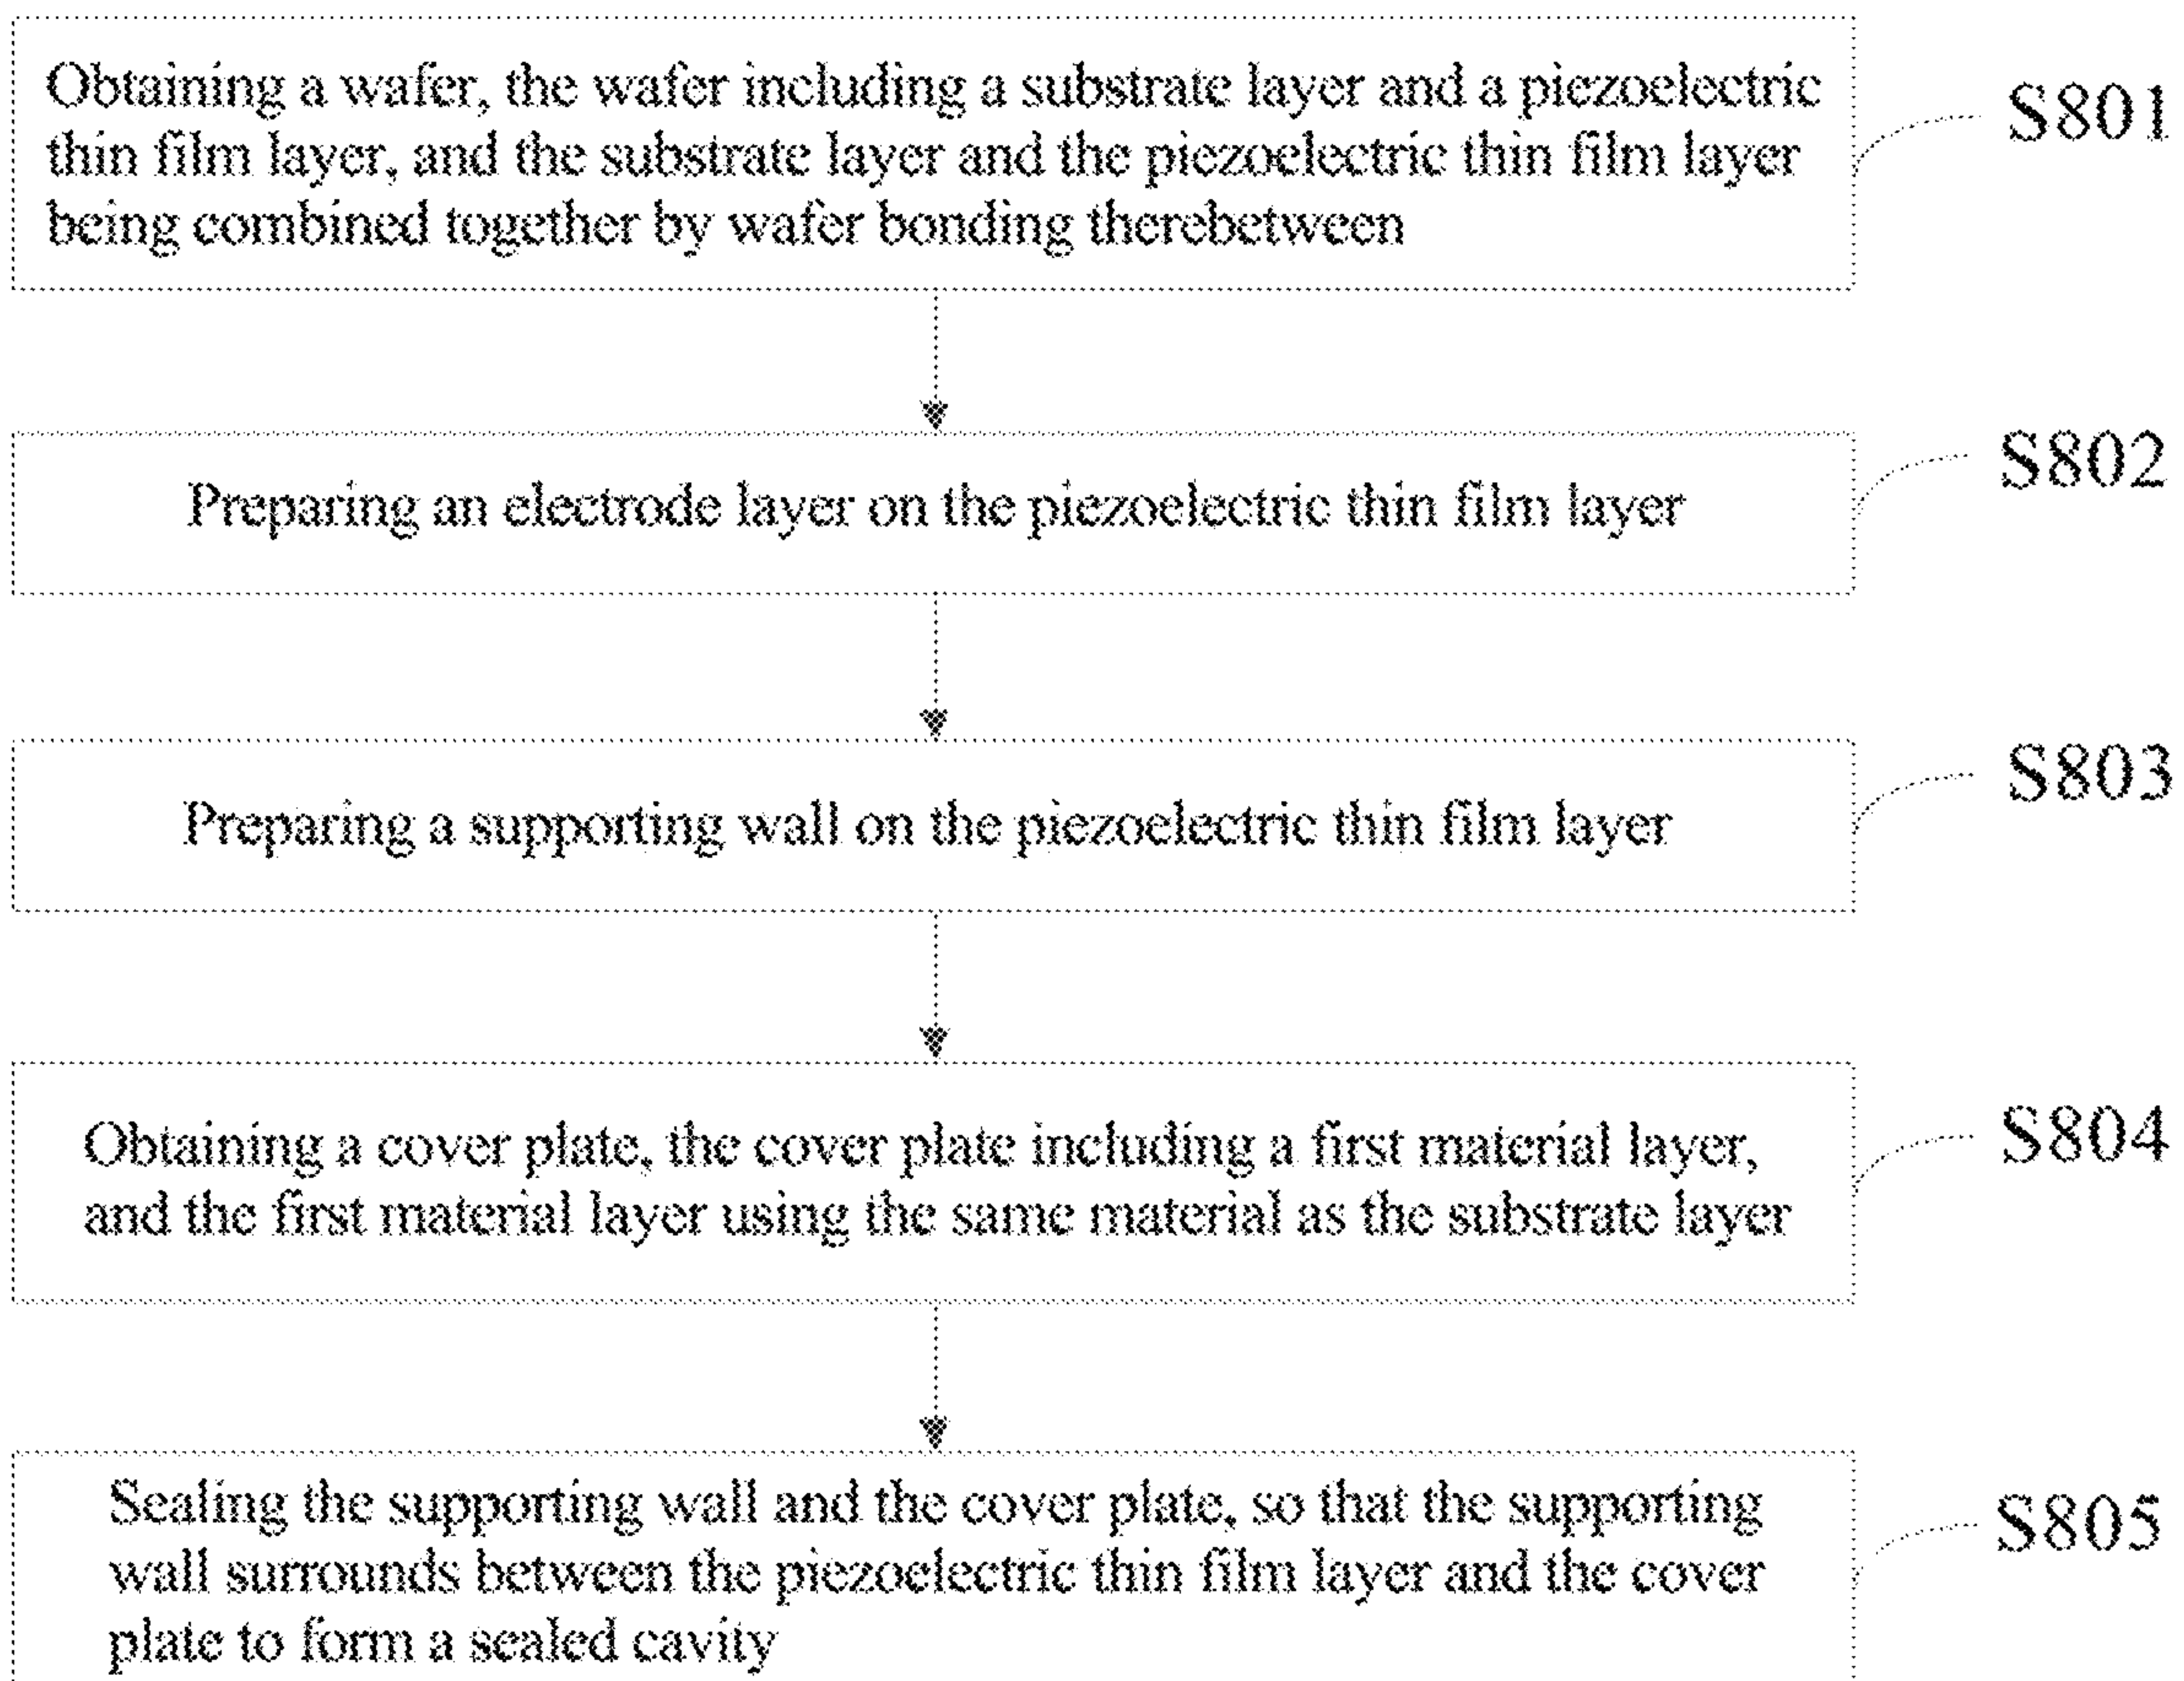 Obtaining a wafer, the wafer including a substrate layer and a piezoelectric
thin film layer, and the substrate layer and the piezoelectric thin film layer
being combined together by wafer bonding therebetween
S801
Preparing an electrode layer on the piezoelectric thin film layer
S802
Preparing a supporting wall on the piezoelectric thin film layer
S803
Obtaining a cover plate, the cover plate including a first material layer,
and the first material layer using the same material as the substrate layer
S804
Sealing the supporting wall and the cover plate, so that the supporting
wall surrounds between the piezoelectric thin film layer and the cover
plate to form a sealed cavity
S805